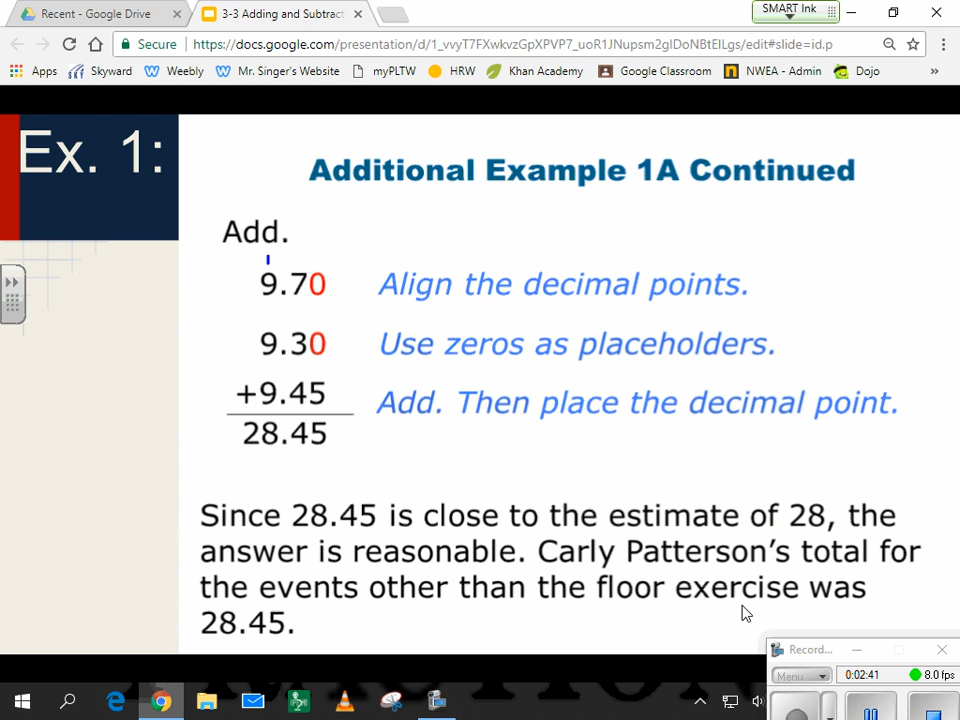 Recent - Google Drive
3-3 Adding and Subtract
SMART Ink
Secure
https://docs.google.com/presentation/d/1_vvyT7FXwkvzGpXPVP7_uoR1JNupsm2glDoNBtElLgs/edit#slide=id.p
Apps Skyward Weebly Mr. Singer's Website myPLTW HRW Khan Academy Google Classroom NWEA - Admin Dojo »
Ex. 1:
Additional Example 1A Continued
Add.
9.70 Align the decimal points.
9.30 Use zeros as placeholders.
+9.45 Add. Then place the decimal point.
28.45
Since 28.45 is close to the estimate of 28, the
answer is reasonable. Carly Patterson’s total for
the events other than the floor exercise was
28.45.
Record...
Menu 0:02:41 8.0 fps